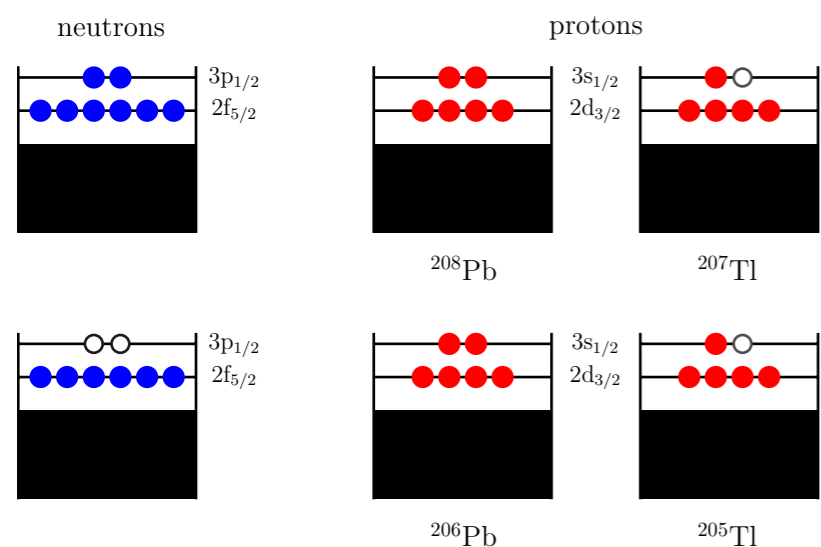 neutrons protons
3p₁/₂ 3s₁/₂
2f₅/₂ 2d₃/₂
²⁰⁸Pb ²⁰⁷Tl
3p₁/₂ 3s₁/₂
2f₅/₂ 2d₃/₂
²⁰⁶Pb ²⁰⁵Tl